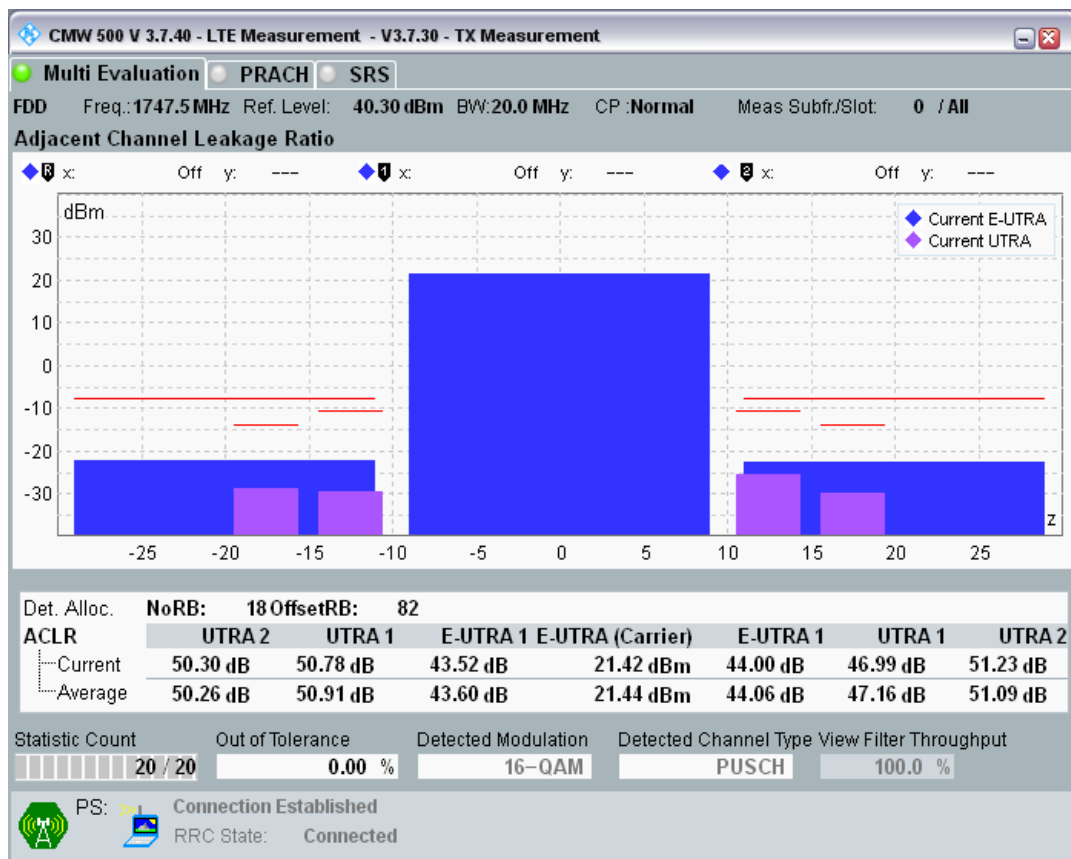 CMW 500 V 3.7.40 - LTE Measurement - V3.7.30 - TX Measurement
Multi Evaluation PRACH SRS
FDD Freq.:1747.5 MHz Ref. Level: 40.30 dBm BW:20.0 MHz CP :Normal Meas Subfr./Slot: 0 / All
Adjacent Channel Leakage Ratio
R x: Off y: --- 1 x: Off y: --- 2 x: Off y: ---
dBm
Current E-UTRA
Current UTRA
30
20
10
0
-10
-20
-30
z
-25 -20 -15 -10 -5 0 5 10 15 20 25
Det. Alloc. NoRB: 18 OffsetRB: 82
ACLR UTRA 2 UTRA 1 E-UTRA 1 E-UTRA (Carrier) E-UTRA 1 UTRA 1 UTRA 2
Current 50.30 dB 50.78 dB 43.52 dB 21.42 dBm 44.00 dB 46.99 dB 51.23 dB
Average 50.26 dB 50.91 dB 43.60 dB 21.44 dBm 44.06 dB 47.16 dB 51.09 dB
Statistic Count Out of Tolerance Detected Modulation Detected Channel Type View Filter Throughput
20 / 20 0.00 % 16-QAM PUSCH 100.0 %
PS: Connection Established
RRC State: Connected